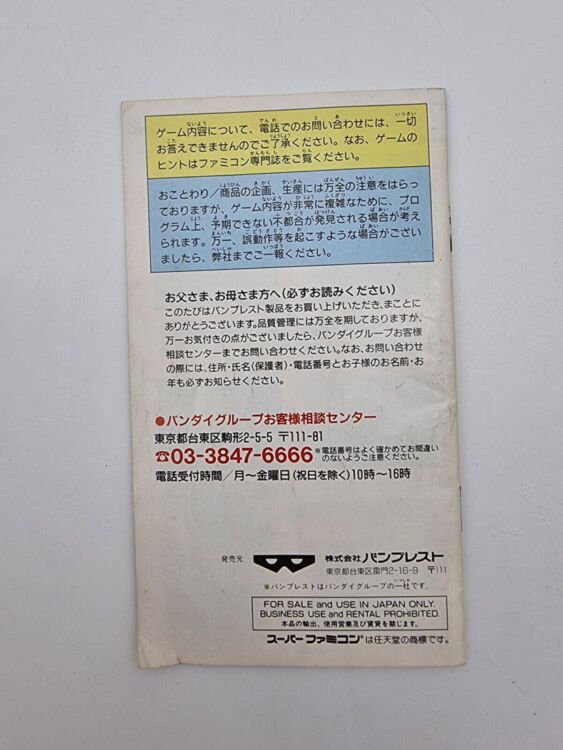 ゲーム内容について、電話でのお問い合わせには、一切
お答えできませんのでご了承ください。なお、ゲームの
ヒントはファミコン専門誌をご覧ください。
おことわり／商品の企画、生産には万全の注意をはらっ
ておりますが、ゲーム内容が非常に複雑なために、プロ
グラム上、予期できない不都合が発見される場合が考え
られます。万一、誤動作等を起こすような場合がござい
ましたら、弊社までご一報ください。
お父さま、お母さま方へ(必ずお読みください)
このたびはバンプレスト製品をお買い上げいただき、まことに
ありがとうございます。品質管理には万全を期しておりますが、
万一お気付きの点がございましたら、バンダイグループお客様
相談センターまでお問い合わせください。なお、お問い合わせ
の際には、住所・氏名(保護者)・電話番号とお子様のお名前・お
年も必ずお知らせください。
●バンダイグループお客様相談センター
東京都台東区駒形2-5-5 〒111-81
☎03-3847-6666 ※電話番号はよく確かめてお間違い
のないようご注意ください。
電話受付時間／月〜金曜日(祝日を除く)10時〜16時
発売元 株式会社 バンプレスト
東京都台東区雷門2-16-9 〒111
※バンプレストはバンダイグループの一社です。
FOR SALE and USE IN JAPAN ONLY.
BUSINESS USE and RENTAL PROHIBITED.
本品の輸出、使用営業及び賃貸を禁じます。
スーパーファミコン®は任天堂の商標です。